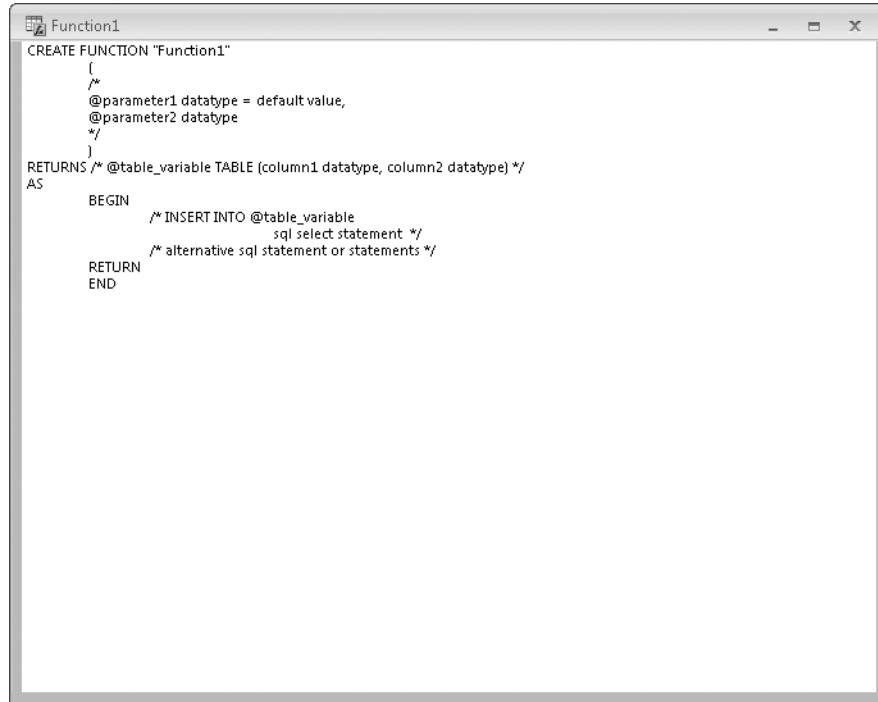 Function1
CREATE FUNCTION "Function1"
(
/*
@parameter1 datatype = default value,
@parameter2 datatype
*/
)
RETURNS /* @table_variable TABLE (column1 datatype, column2 datatype) */
AS
BEGIN
/* INSERT INTO @table_variable
sql select statement */
/* alternative sql statement or statements */
RETURN
END